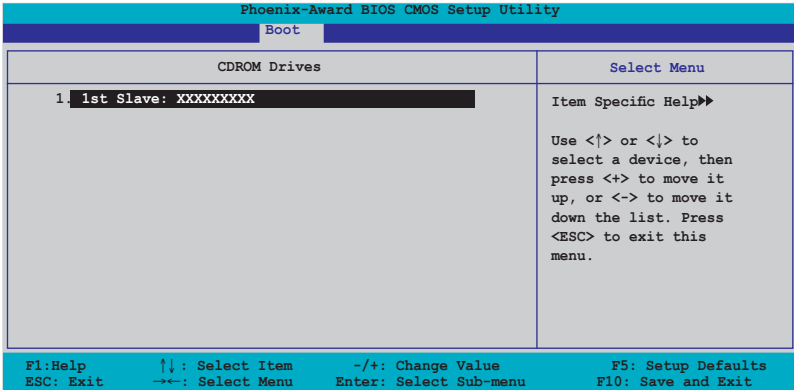 Phoenix-Award BIOS CMOS Setup Utility
Boot
CDROM Drives
Select Menu
1. 1st Slave: XXXXXXXXX
Item Specific Help▶▶
Use <↑> or <↓> to
select a device, then
press <+> to move it
up, or <-> to move it
down the list. Press
<ESC> to exit this
menu.
F1:Help ↑↓: Select Item -/+: Change Value F5: Setup Defaults
ESC: Exit →←: Select Menu Enter: Select Sub-menu F10: Save and Exit